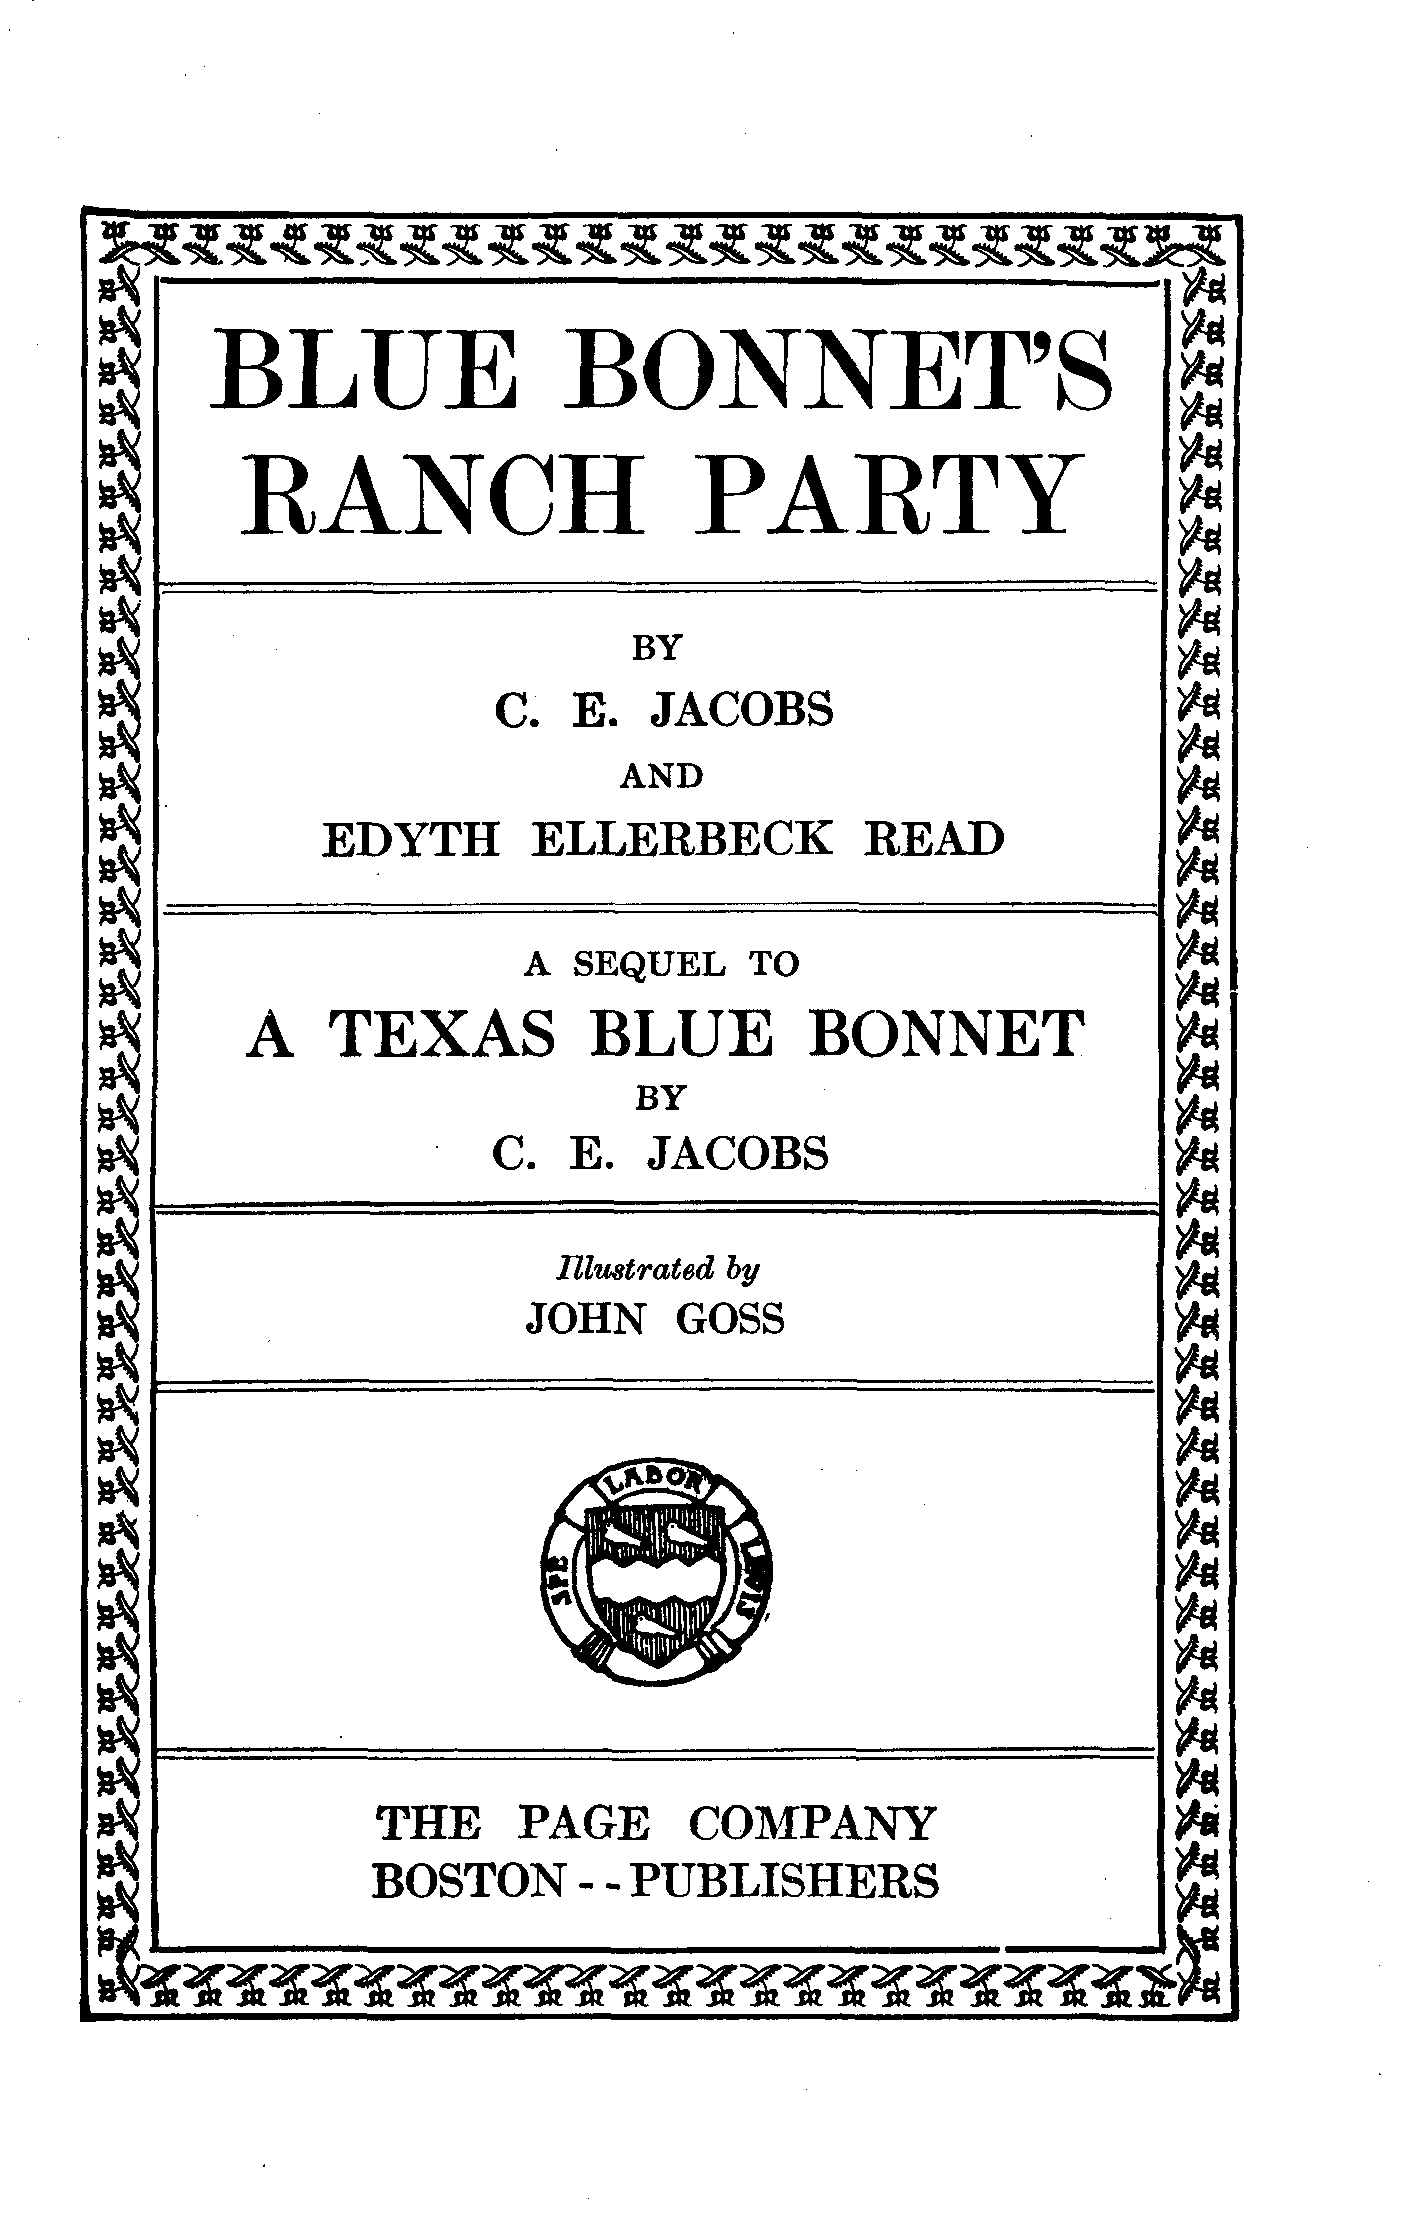 BLUE BONNET'S
RANCH PARTY
BY
C. E. JACOBS
AND
EDYTH ELLERBECK READ
A SEQUEL TO
A TEXAS BLUE BONNET
BY
C. E. JACOBS
Illustrated by
JOHN GOSS
SPE
LABOR
LEVIS
THE PAGE COMPANY
BOSTON -- PUBLISHERS